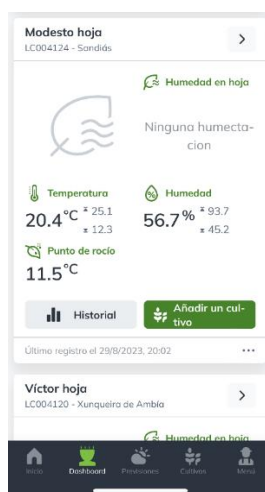 Modesto hoja
LC004124 - Sandiás
Humedad en hoja
Ninguna humecta-
cion
Temperatura
20.4°C
25.1
12.3
Humedad
56.7%
93.7
45.2
Punto de rocío
11.5°C
Historial
Añadir un cul-
tivo
Último registro el 29/8/2023, 20:02
Víctor hoja
LC004120 - Xunqueira de Ambía
Humedad en hoja
Inicio
Dashboard
Previsiones
Cultivos
Menú